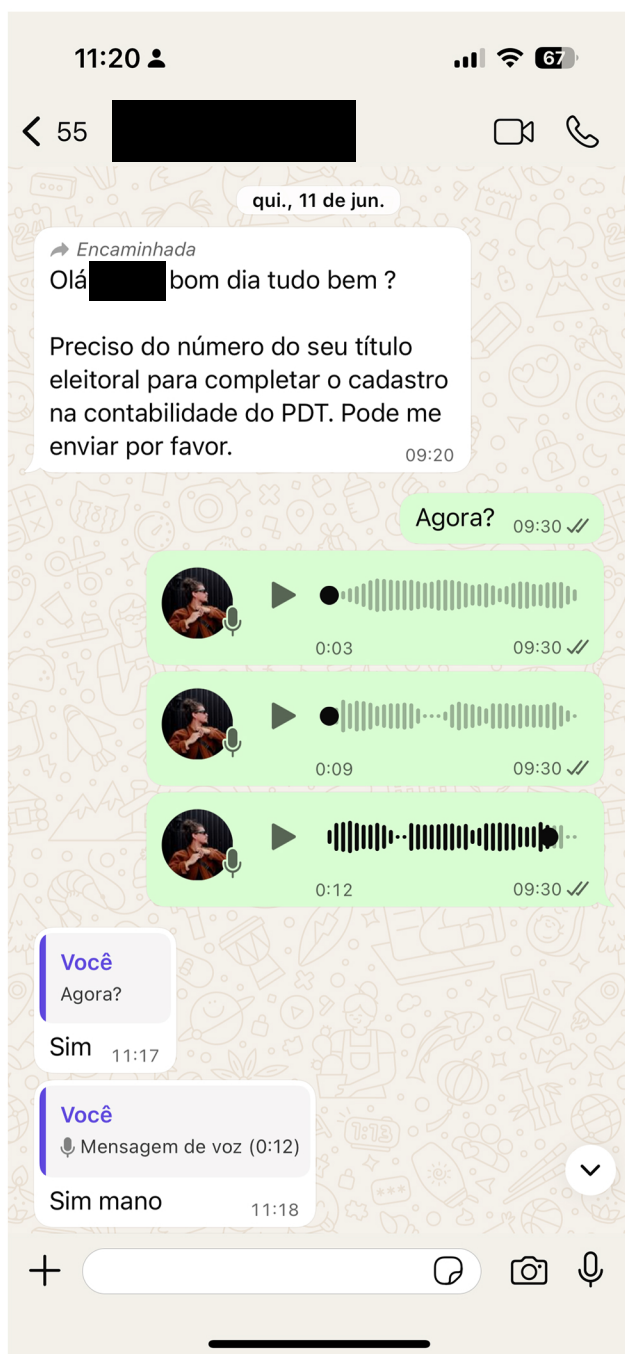 11:20
67
55
qui., 11 de jun.
Encaminhada
Olá bom dia tudo bem ?
Preciso do número do seu título
eleitoral para completar o cadastro
na contabilidade do PDT. Pode me
enviar por favor.
09:20
Agora?
09:30
0:03
09:30
0:09
09:30
0:12
09:30
Você
Agora?
Sim
11:17
Você
Mensagem de voz (0:12)
Sim mano
11:18